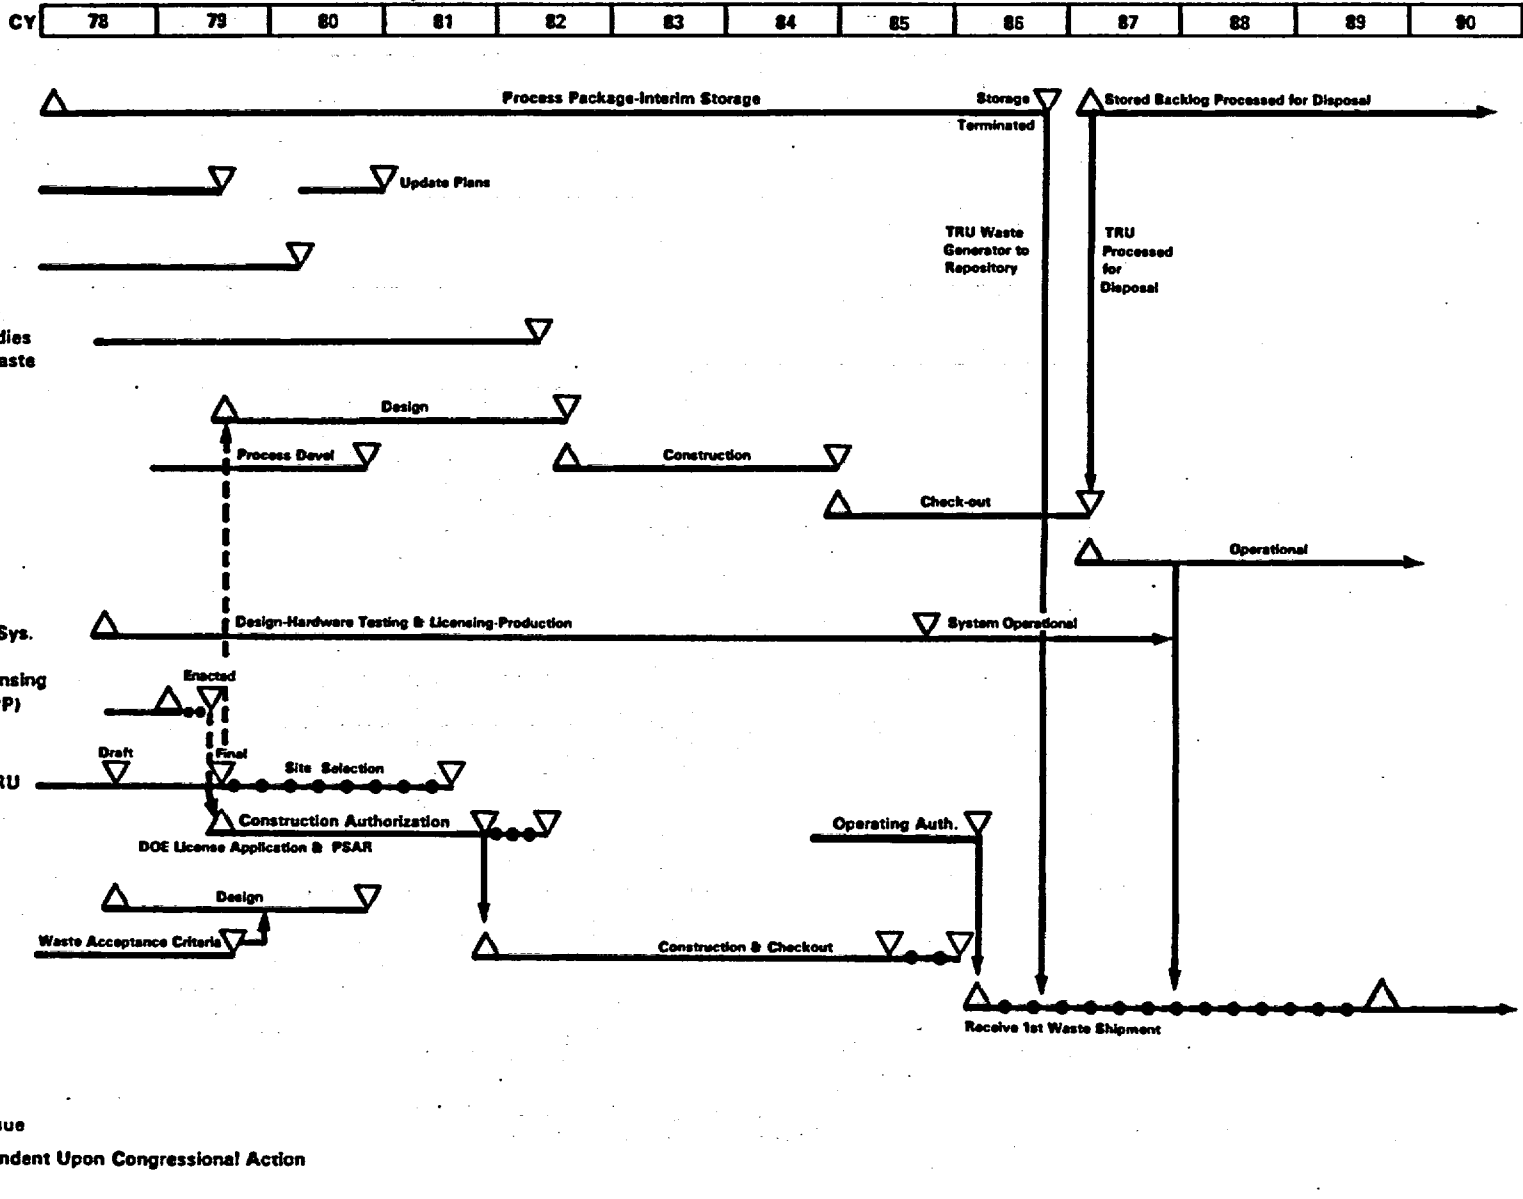 CY 78 79 80 81 82 83 84 85 86 87 88 89 90
Process Package-Interim Storage
Storage
Terminated
Stored Backlog Processed for Disposal
Update Plans
TRU Waste
Generator to
Repository
TRU
Processed
for
Disposal
dies
aste
Design
Process Devel
Construction
Check-out
Operational
Sys.
Design-Hardware Testing & Licensing-Production
System Operational
nsing
P)
Enacted
Draft
Final
RU
Site Selection
Construction Authorization
DOE License Application & PSAR
Operating Auth.
Design
Waste Acceptance Criteria
Construction & Checkout
Receive 1st Waste Shipment
sue
ndent Upon Congressional Action